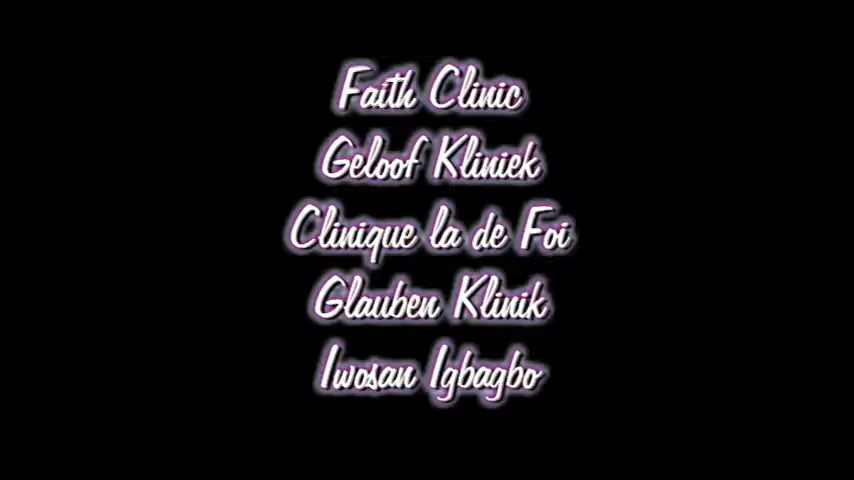 Faith Clinic
Geloof Kliniek
Clinique la de Foi
Glauben Klinik
Iwosan Igbagbo